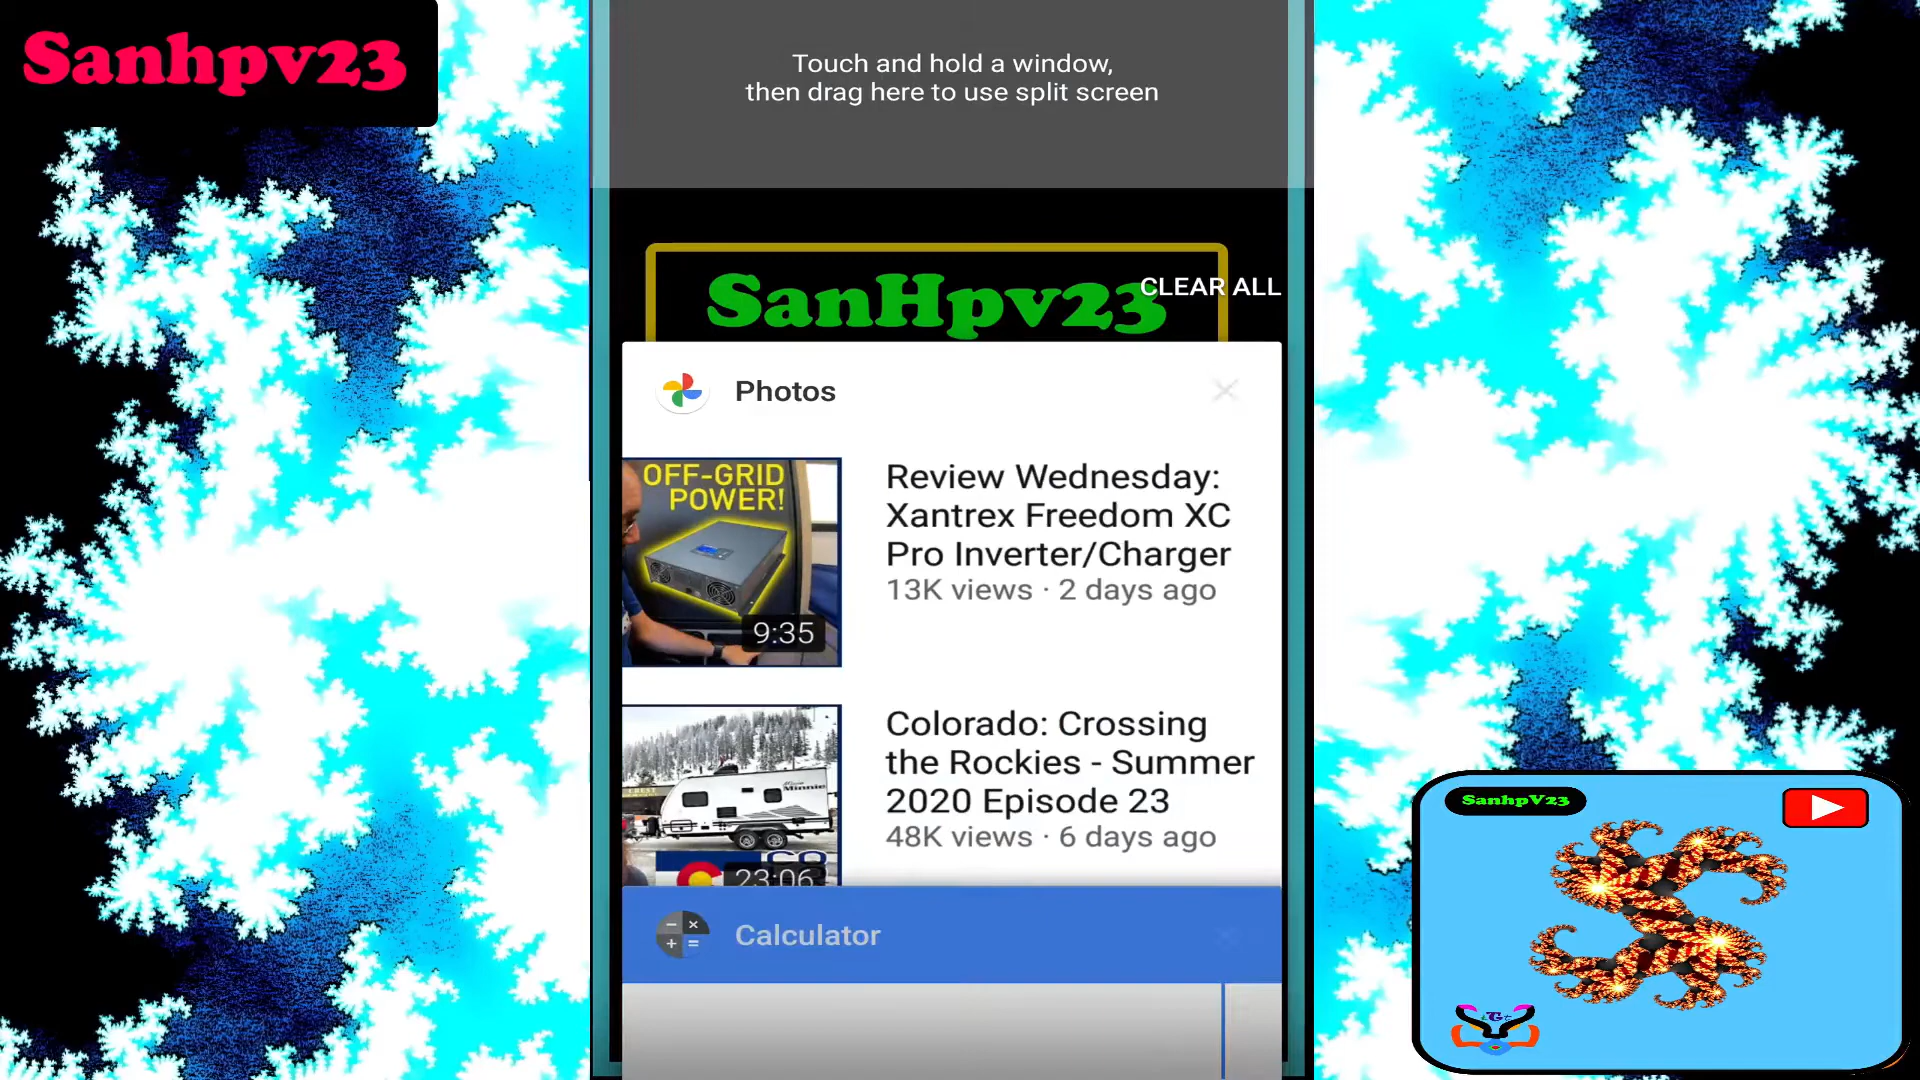 Sanhpv23
Touch and hold a window,
then drag here to use split screen
SanHpv23
CLEAR ALL
Photos
OFF-GRID
POWER!
9:35
Review Wednesday:
Xantrex Freedom XC
Pro Inverter/Charger
13K views · 2 days ago
Minnie
23:06
Colorado: Crossing
the Rockies - Summer
2020 Episode 23
48K views · 6 days ago
Calculator
SanhpV23